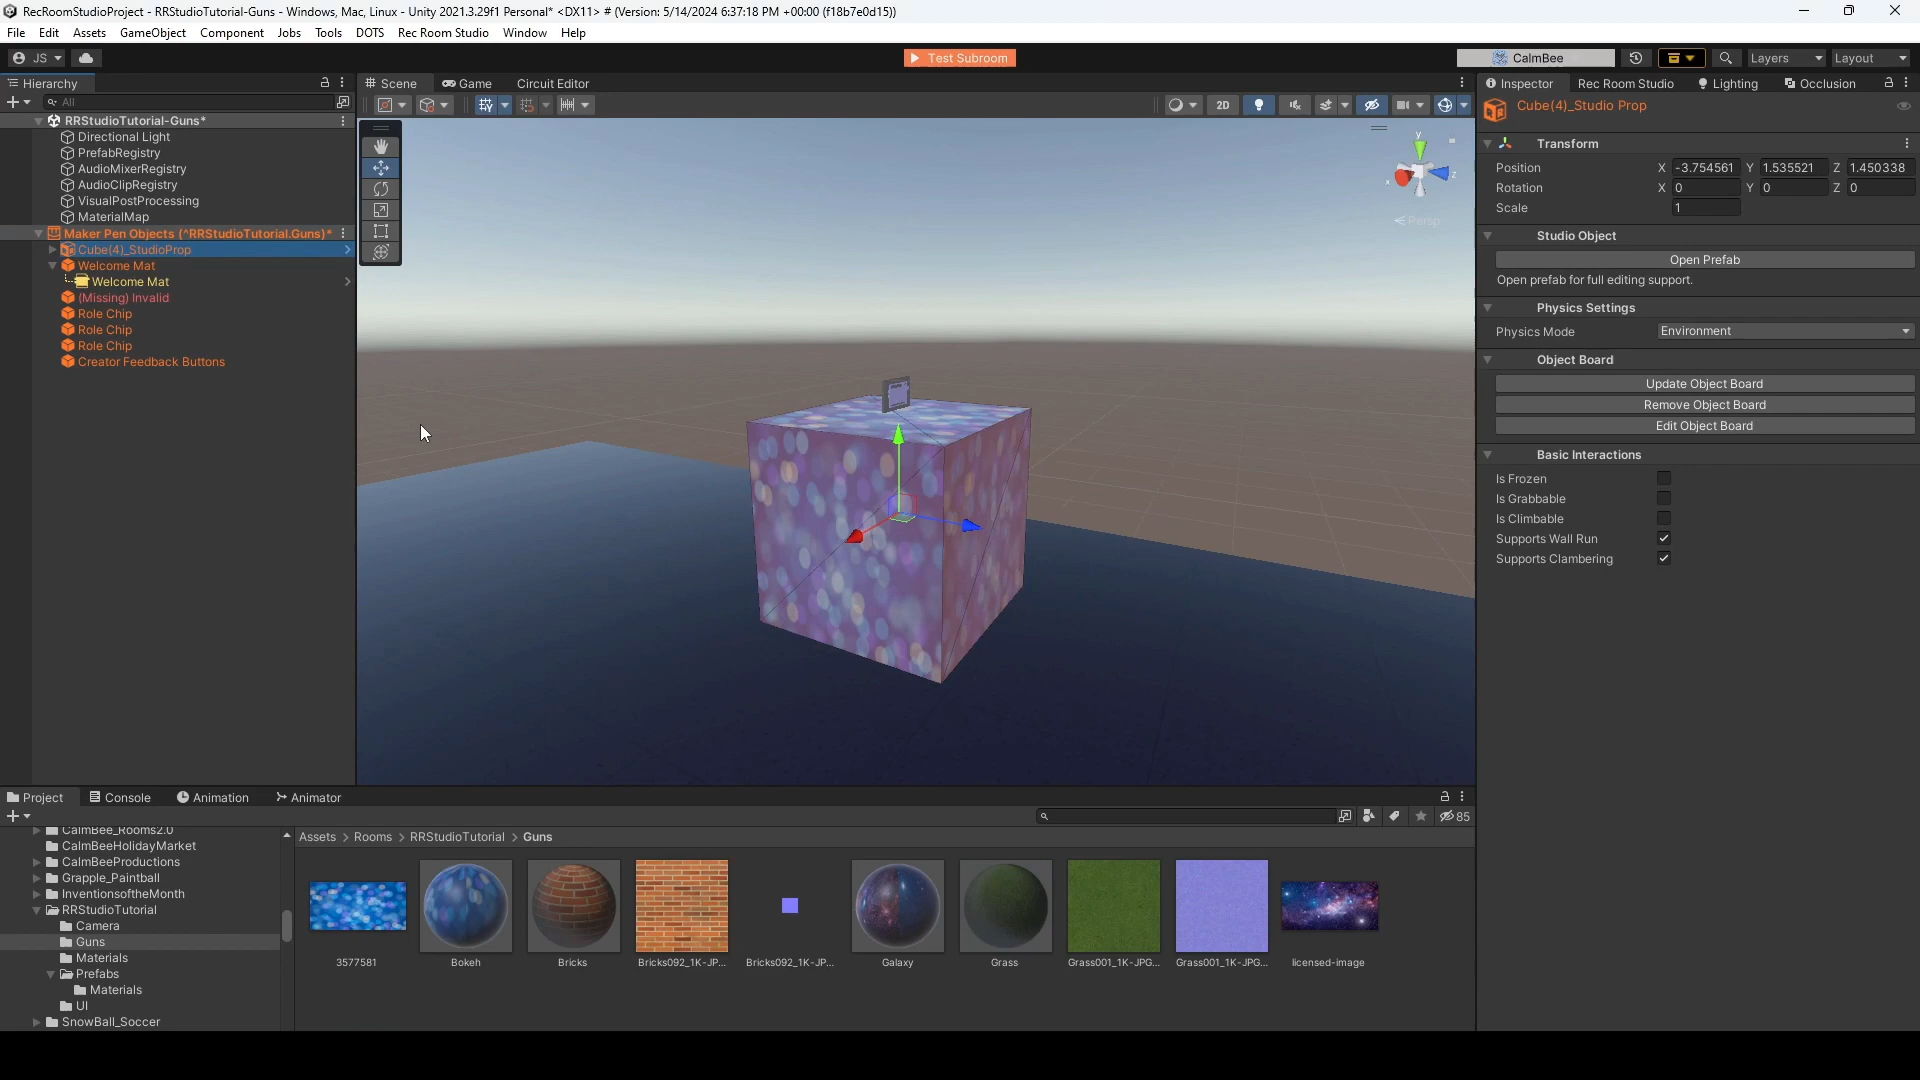 RecRoomStudioProject - RRStudioTutorial-Guns - Windows, Mac, Linux - Unity 2021.3.29f1 Personal* <DX11> # (Version: 5/14/2024 6:37:18 PM +00:00 (f18b7e0d15))
File Edit Assets GameObject Component Jobs Tools DOTS Rec Room Studio Window Help
JS Test Subroom CalmBee Layers Layout
Hierarchy Scene Game Circuit Editor Inspector Rec Room Studio Lighting Occlusion
All 2D Cube(4)_Studio Prop
RRStudioTutorial-Guns*
Directional Light
PrefabRegistry
AudioMixerRegistry
AudioClipRegistry
VisualPostProcessing
MaterialMap
Maker Pen Objects (^RRStudioTutorial.Guns)*
Cube(4)_StudioProp
Welcome Mat
Welcome Mat
(Missing) Invalid
Role Chip
Role Chip
Role Chip
Creator Feedback Buttons
y
x z
Persp
Transform
Position X -3.754561 Y 1.535521 Z 1.450338
Rotation X 0 Y 0 Z 0
Scale 1
Studio Object
Open Prefab
Open prefab for full editing support.
Physics Settings
Physics Mode Environment
Object Board
Update Object Board
Remove Object Board
Edit Object Board
Basic Interactions
Is Frozen
Is Grabbable
Is Climbable
Supports Wall Run
Supports Clambering
Project Console Animation Animator
85
CalmBee_Rooms2.0
CalmBeeHolidayMarket
CalmBeeProductions
Grapple_Paintball
InventionsoftheMonth
RRStudioTutorial
Camera
Guns
Materials
Prefabs
Materials
UI
SnowBall_Soccer
Assets > Rooms > RRStudioTutorial > Guns
3577581 Bokeh Bricks Bricks092_1K-JP... Bricks092_1K-JP... Galaxy Grass Grass001_1K-JPG... Grass001_1K-JPG... licensed-image